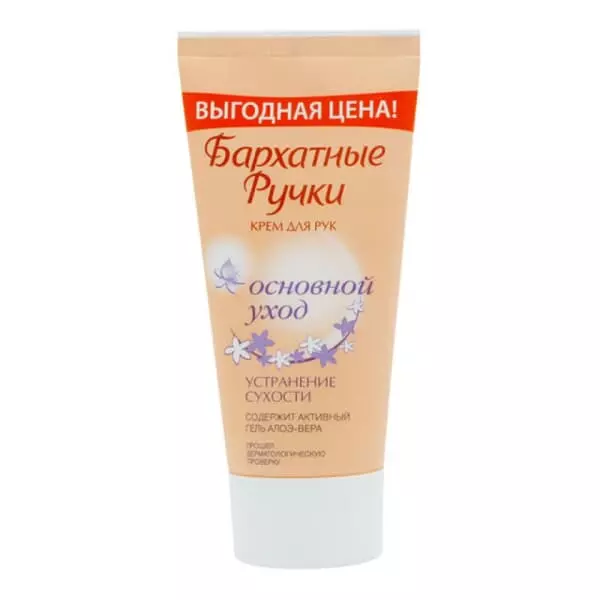 ВЫГОДНАЯ ЦЕНА!
Бархатные
Ручки
КРЕМ ДЛЯ РУК
основной
уход
УСТРАНЕНИЕ
СУХОСТИ
СОДЕРЖИТ АКТИВНЫЙ
ГЕЛЬ АЛОЭ-ВЕРА
ПРОШЕЛ
ДЕРМАТОЛОГИЧЕСКУЮ
ПРОВЕРКУ